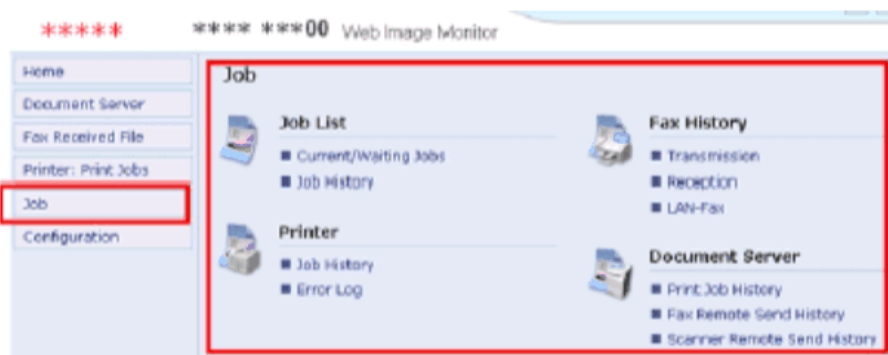 ***** **** ***00 Web Image Monitor
Home
Document Server
Fax Received File
Printer: Print Jobs
Job
Configuration
Job
Job List
Current/Waiting Jobs
Job History
Printer
Job History
Error Log
Fax History
Transmission
Reception
LAN-Fax
Document Server
Print Job History
Fax Remote Send History
Scanner Remote Send History